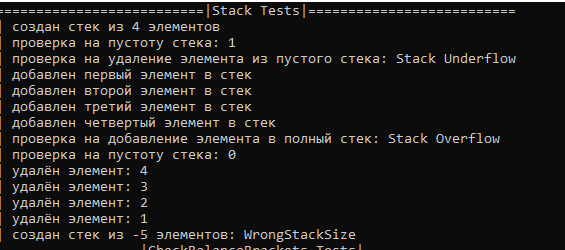 ==========================|Stack Tests|==========================
| создан стек из 4 элементов
| проверка на пустоту стека: 1
| проверка на удаление элемента из пустого стека: Stack Underflow
| добавлен первый элемент в стек
| добавлен второй элемент в стек
| добавлен третий элемент в стек
| добавлен четвертый элемент в стек
| проверка на добавление элемента в полный стек: Stack Overflow
| проверка на пустоту стека: 0
| удалён элемент: 4
| удалён элемент: 3
| удалён элемент: 2
| удалён элемент: 1
| создан стек из -5 элементов: WrongStackSize
|CheckBalanceBrackets Tests|